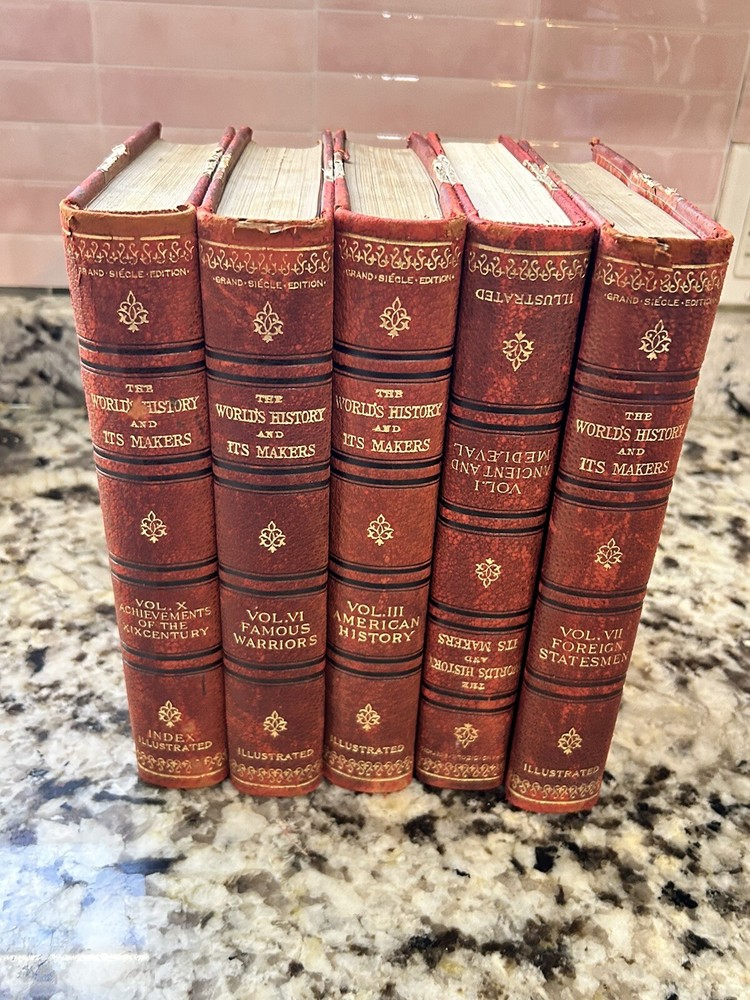 GRAND·SIÈCLE·EDITION·
THE
WORLD'S HISTORY
AND
ITS MAKERS
VOL. X
ACHIEVEMENTS
OF THE
XIXCENTURY
INDEX
ILLUSTRATED
·GRAND·SIÈCLE·EDITION·
THE
WORLD'S HISTORY
AND
ITS MAKERS
VOL. VI
FAMOUS
WARRIORS
ILLUSTRATED
·GRAND·SIÈCLE·EDITION·
THE
WORLD'S HISTORY
AND
ITS MAKERS
VOL. III
AMERICAN
HISTORY
ILLUSTRATED
THE
WORLD'S HISTORY
AND
ITS MAKERS
VOL. I
ANCIENT AND
MEDIÆVAL
ILLUSTRATED
·GRAND·SIÈCLE·EDITION·
THE
WORLD'S HISTORY
AND
ITS MAKERS
VOL. VII
FOREIGN
STATESMEN
ILLUSTRATED